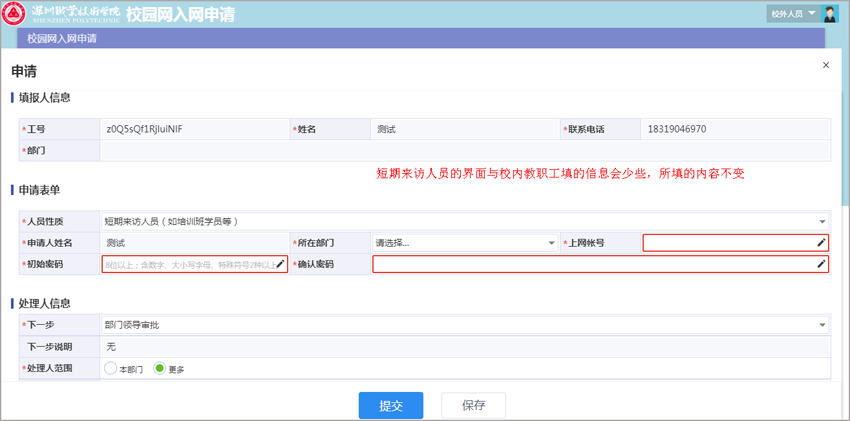 深圳职业技术学院 校园网入网申请 校外人员
SHENZHEN POLYTECHNIC
校园网入网申请
申请 ×
填报人信息
*工号 z0Q5sQf1RjIuiNIF *姓名 测试 *联系电话 18319046970
*部门
短期来访人员的界面与校内教职工填的信息会少些，所填的内容不变
申请表单
*人员性质 短期来访人员（如培训班学员等）
*申请人姓名 测试 *所在部门 请选择... *上网帐号
*初始密码 8位以上；含数字、大小写字母、特殊符号2种以上 *确认密码
处理人信息
*下一步 部门领导审批
下一步说明 无
*处理人范围 本部门 更多
提交 保存